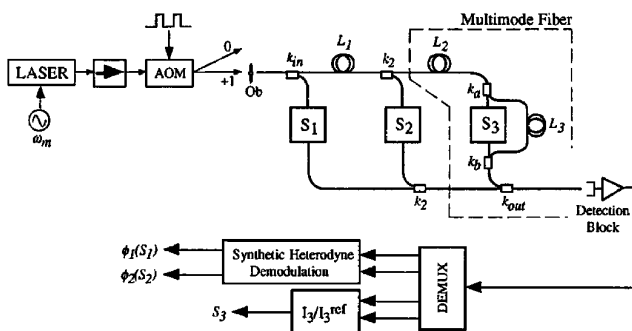 Multimode Fiber
0
k_in
L_1
k_2
L_2
LASER
AOM
+1
Ob
k_a
S_1
S_2
S_3
L_3
ω_m
k_b
k_2
k_out
Detection
Block
ϕ_1(S_1)
ϕ_2(S_2)
Synthetic Heterodyne
Demodulation
DEMUX
S_3
I_3/I_3^ref